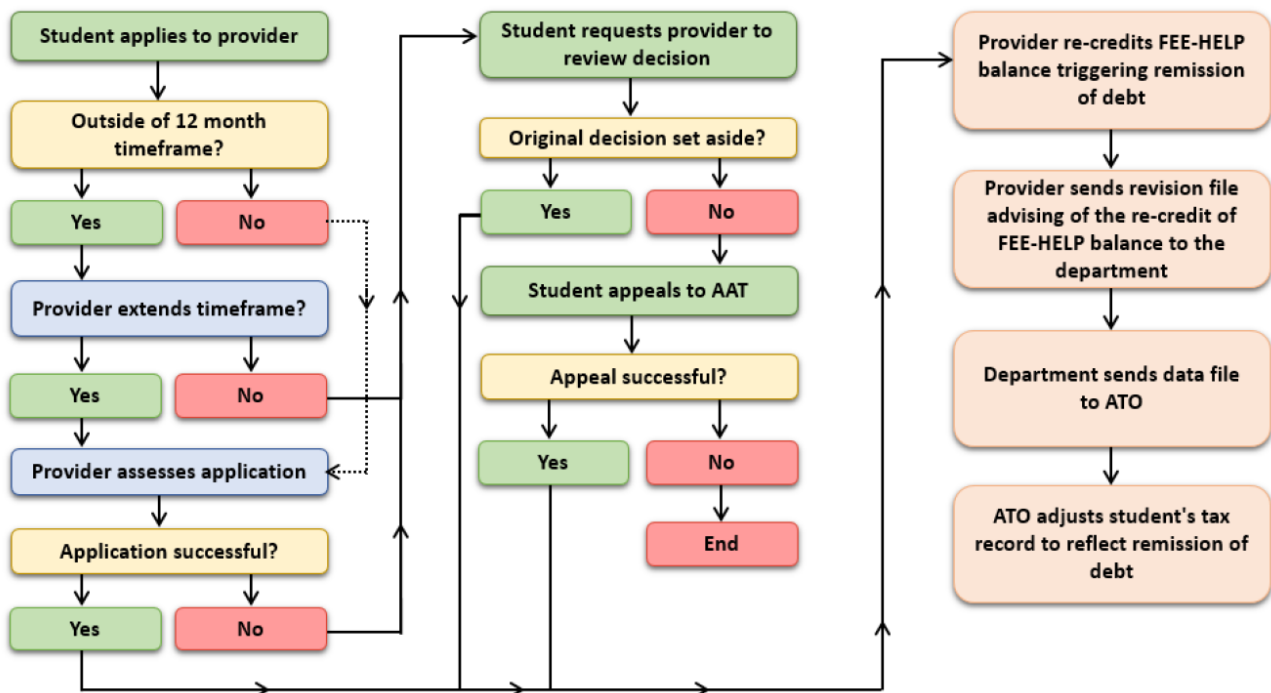 Student applies to provider
Outside of 12 month
timeframe?
Yes
No
Provider extends timeframe?
Yes
No
Provider assesses application
Application successful?
Yes
No
Student requests provider to
review decision
Original decision set aside?
Yes
No
Student appeals to AAT
Appeal successful?
Yes
No
End
Provider re-credits FEE-HELP
balance triggering remission
of debt
Provider sends revision file
advising of the re-credit of
FEE-HELP balance to the
department
Department sends data file
to ATO
ATO adjusts student's tax
record to reflect remission of
debt